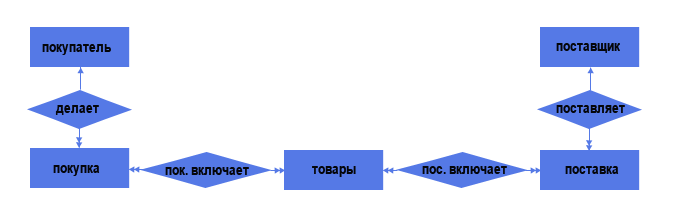 покупатель
поставщик
делает
поставляет
покупка
пок. включает
товары
пос. включает
поставка